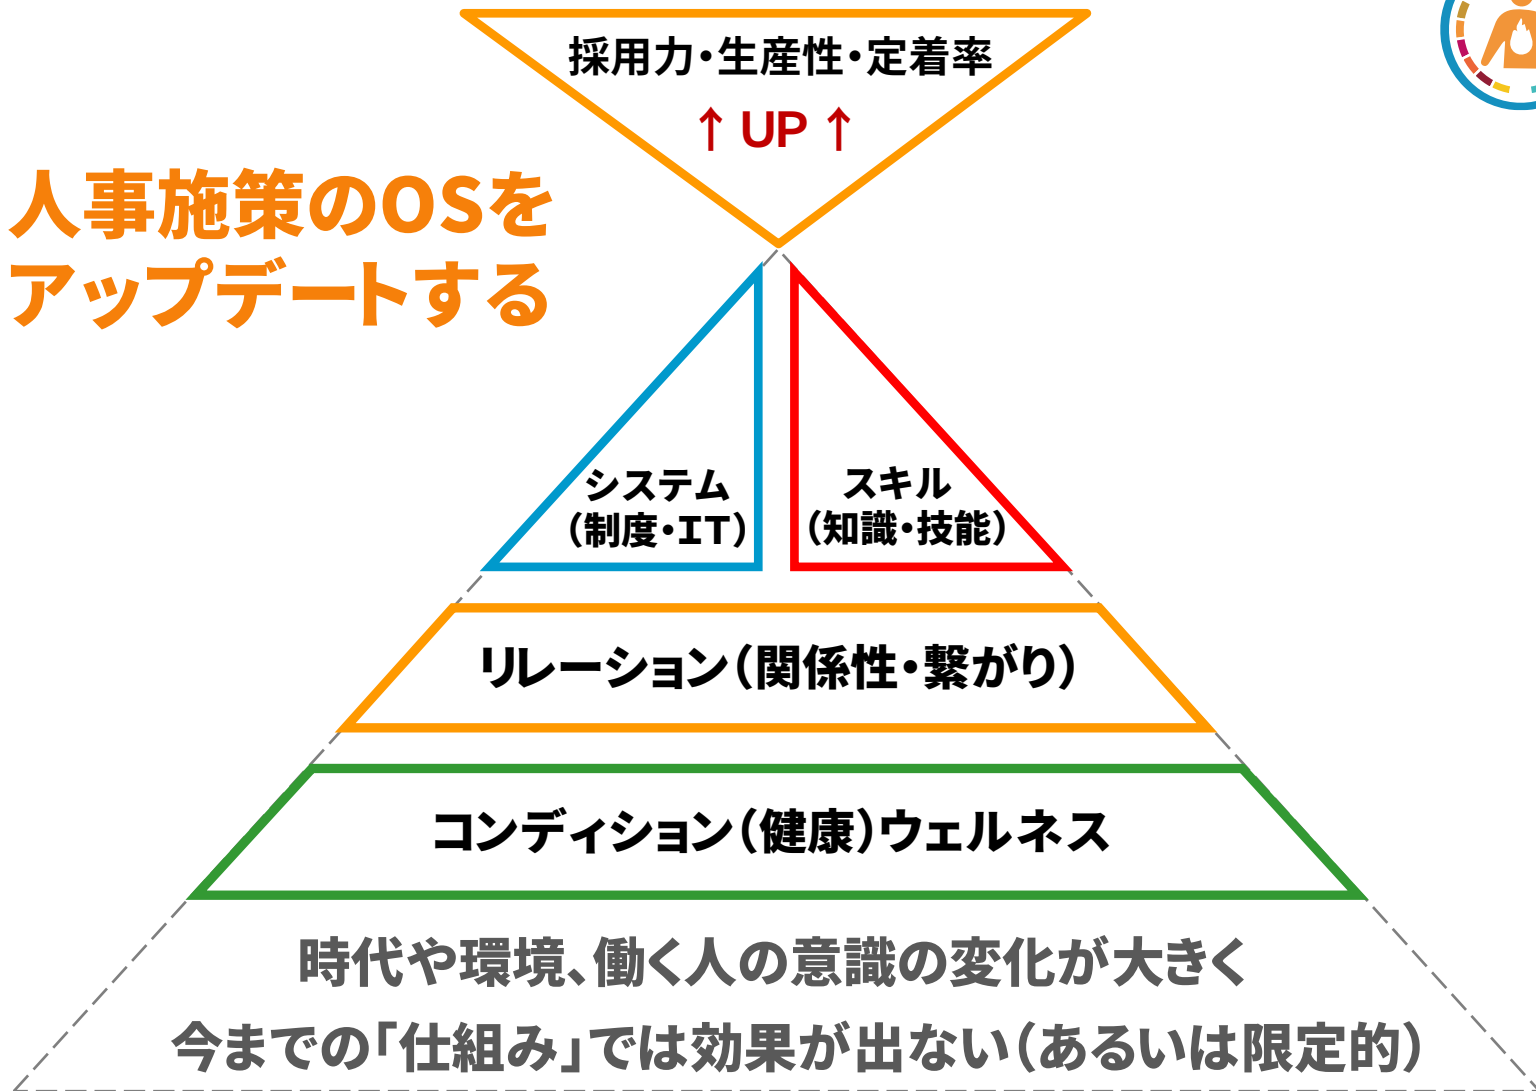 採用力・生産性・定着率
↑ UP ↑
人事施策のOSを
アップデートする
システム
（制度・IT）
スキル
（知識・技能）
リレーション（関係性・繋がり）
コンディション（健康）ウェルネス
時代や環境、働く人の意識の変化が大きく
今までの「仕組み」では効果が出ない（あるいは限定的）